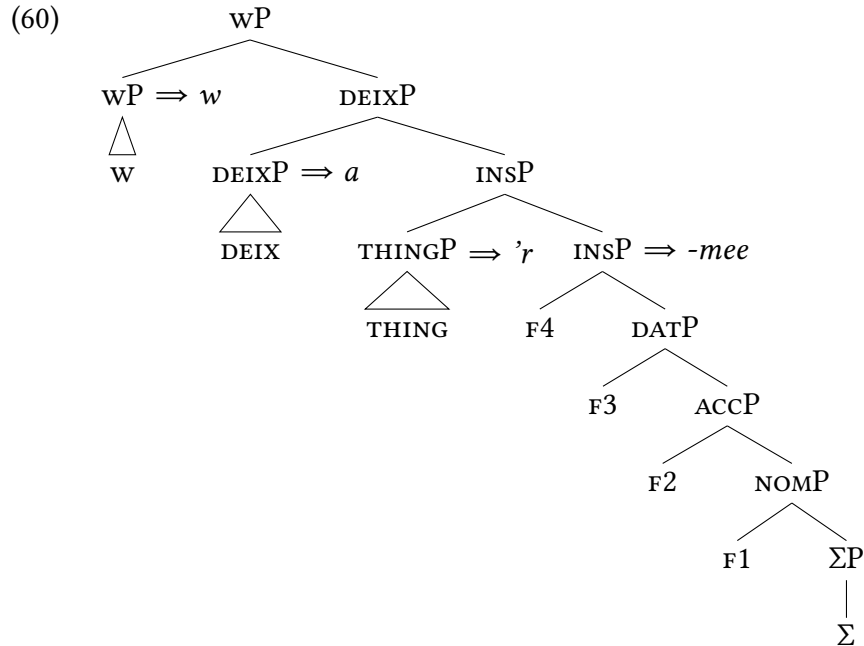 (60) wP
wP ⇒ w DEIXP
w DEIXP ⇒ a INSP
DEIX THINGP ⇒ 'r INSP ⇒ -mee
THING F4 DATP
F3 ACCP
F2 NOMP
F1 ΣP
Σ